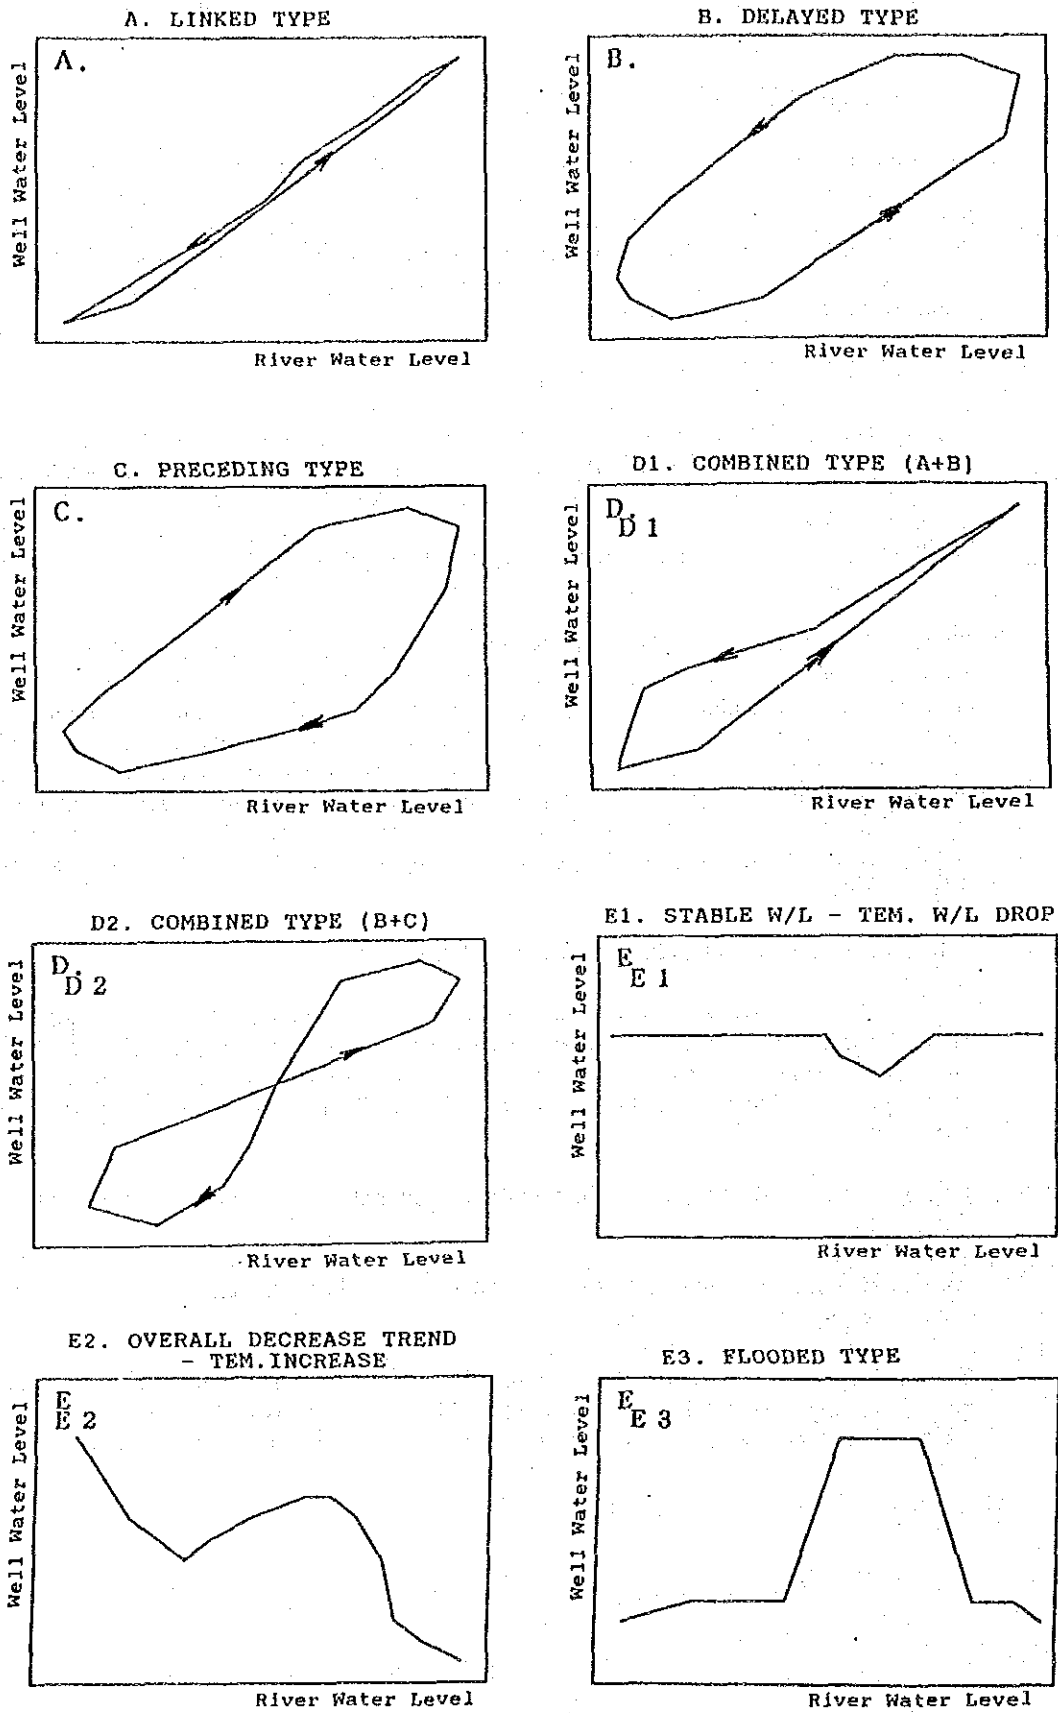 A. LINKED TYPE
A.
Well Water Level
River Water Level
B. DELAYED TYPE
B.
Well Water Level
River Water Level
C. PRECEDING TYPE
C.
Well Water Level
River Water Level
D1. COMBINED TYPE (A+B)
D.
D 1
Well Water Level
River Water Level
D2. COMBINED TYPE (B+C)
D.
D 2
Well Water Level
River Water Level
E1. STABLE W/L - TEM. W/L DROP
E
E 1
Well Water Level
River Water Level
E2. OVERALL DECREASE TREND
- TEM.INCREASE
E
E 2
Well Water Level
River Water Level
E3. FLOODED TYPE
E
E 3
Well Water Level
River Water Level